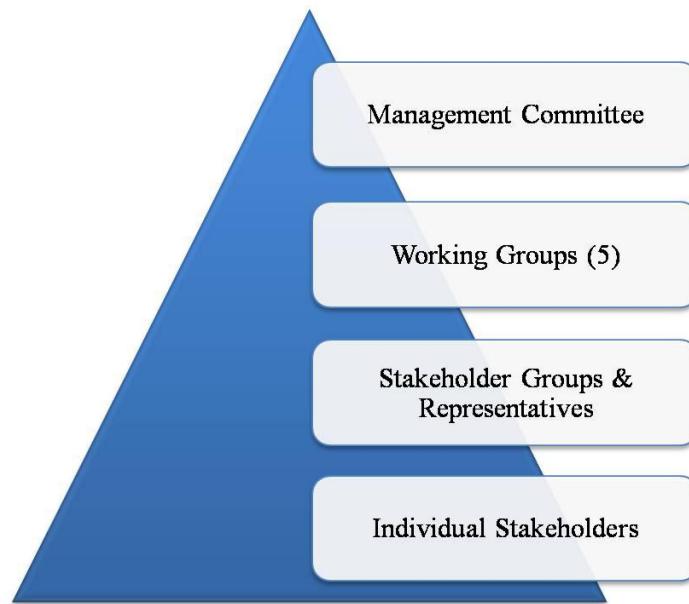 Management Committee
Working Groups (5)
Stakeholder Groups &
Representatives
Individual Stakeholders